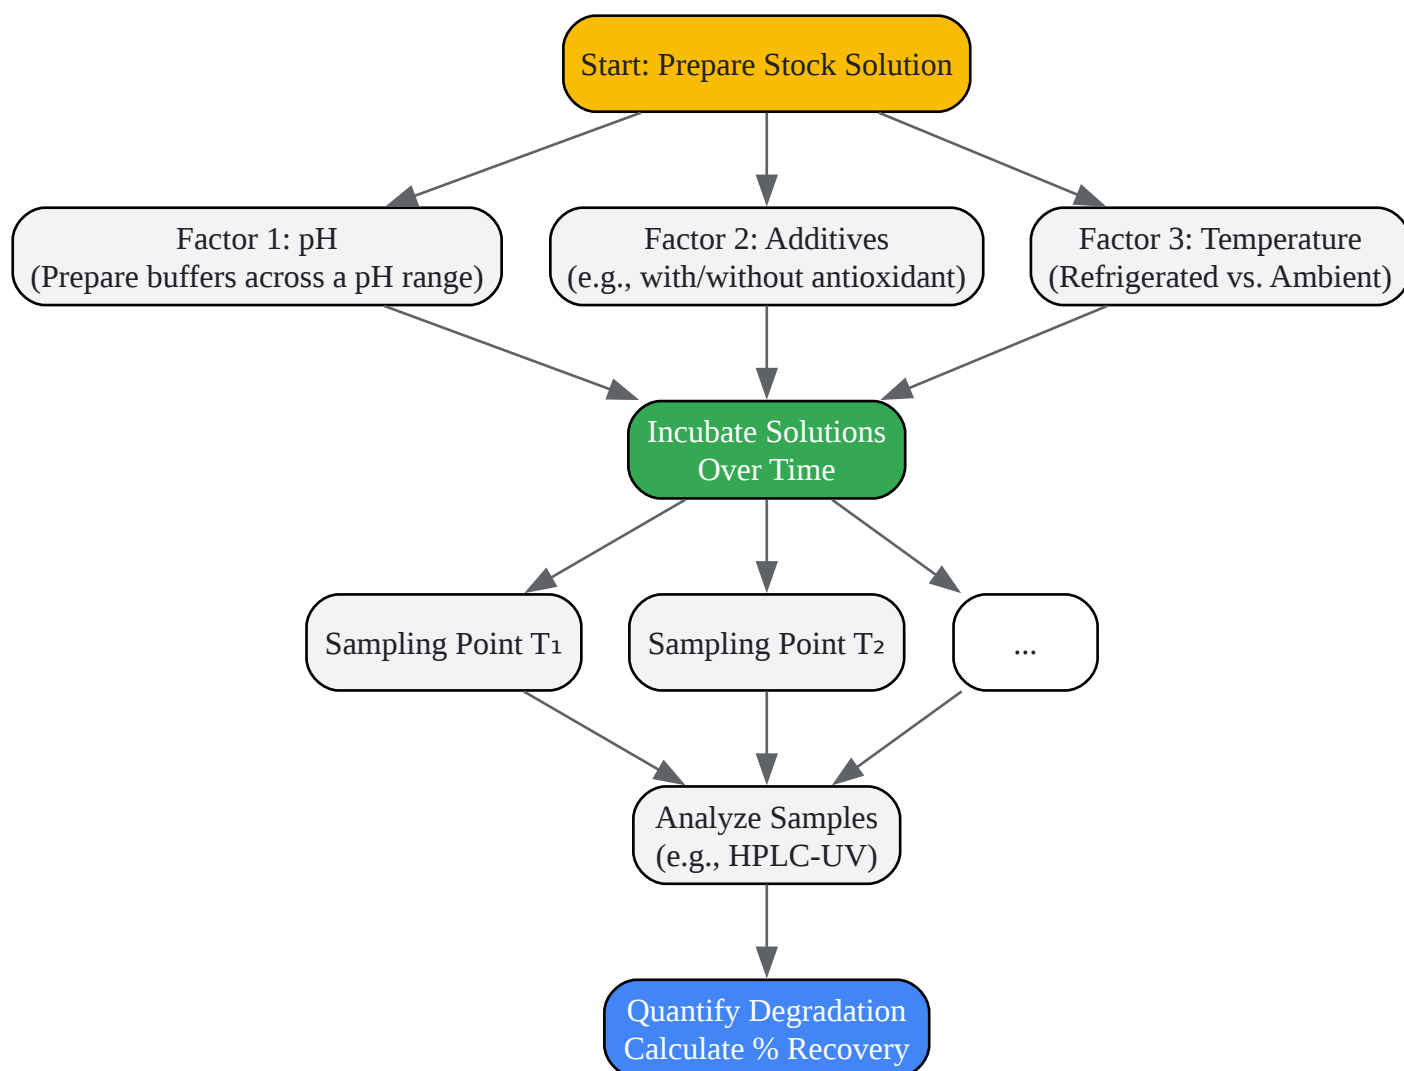 Start: Prepare Stock Solution
Factor 1: pH
(Prepare buffers across a pH range)
Factor 2: Additives
(e.g., with/without antioxidant)
Factor 3: Temperature
(Refrigerated vs. Ambient)
Incubate Solutions
Over Time
Sampling Point T₁
Sampling Point T₂
...
Analyze Samples
(e.g., HPLC-UV)
Quantify Degradation
Calculate % Recovery